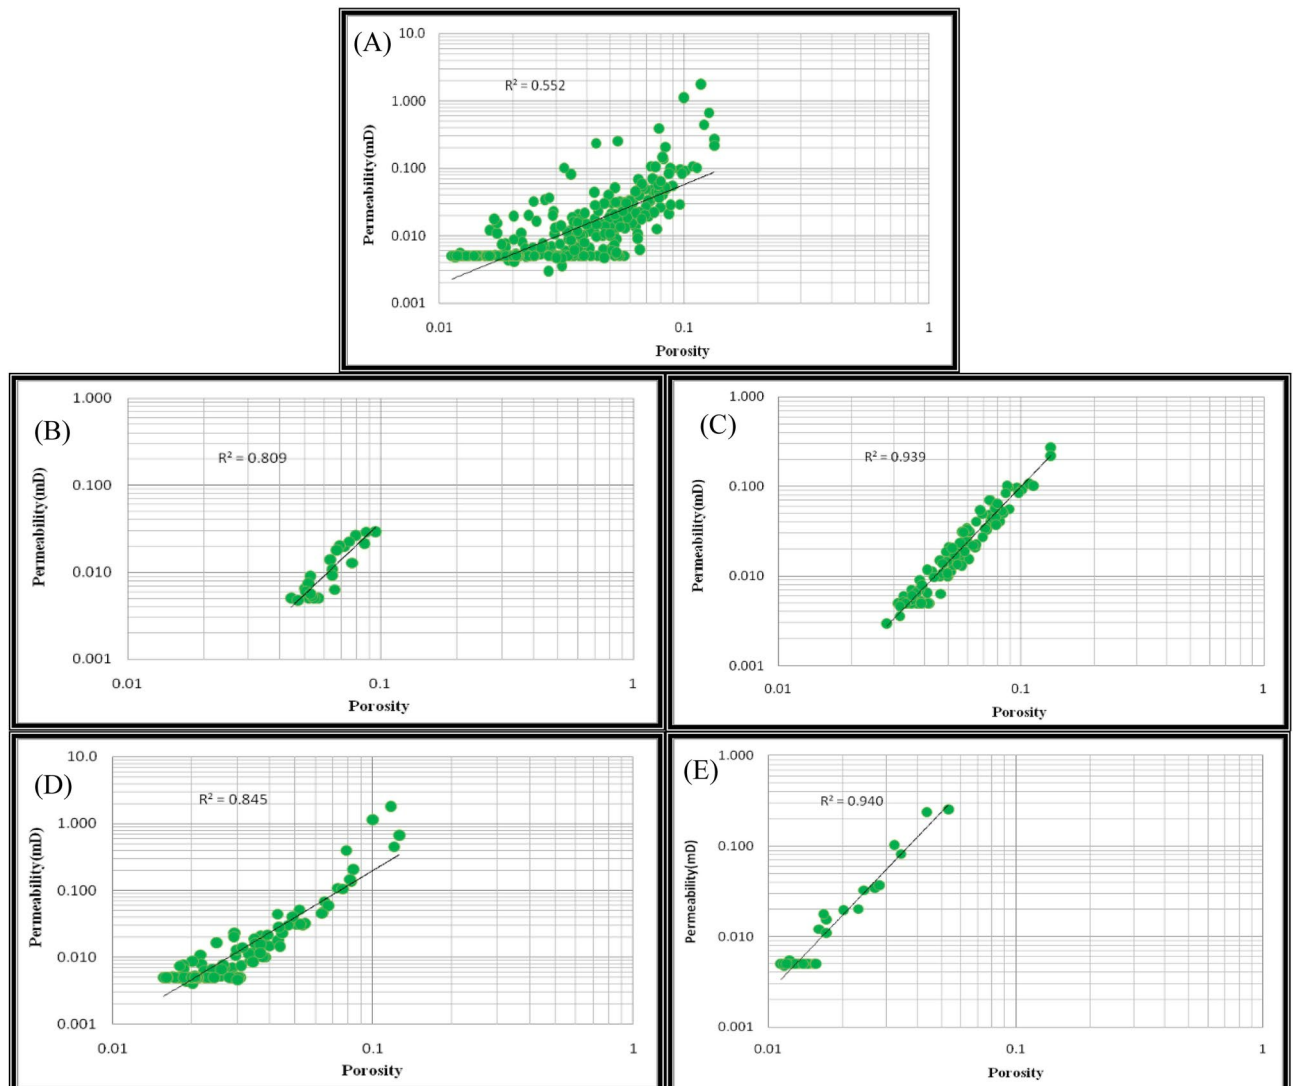 (A)
R² = 0.552
Permeability(mD)
10.0
1.000
0.100
0.010
0.001
0.01 0.1 1
Porosity
(B)
R² = 0.809
Permeability(mD)
1.000
0.100
0.010
0.001
0.01 0.1 1
Porosity
(C)
R² = 0.939
Permeability(mD)
1.000
0.100
0.010
0.001
0.01 0.1 1
Porosity
(D)
R² = 0.845
Permeability(mD)
10.0
1.000
0.100
0.010
0.001
0.01 0.1 1
Porosity
(E)
R² = 0.940
Permeability(mD)
1.000
0.100
0.010
0.001
0.01 0.1 1
Porosity